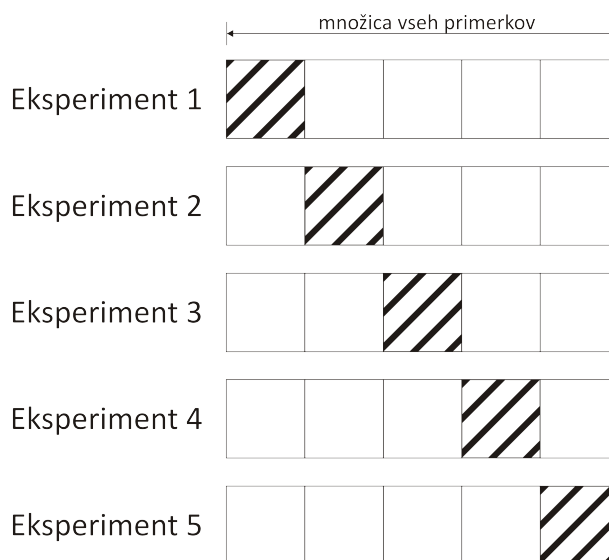 množica vseh primerkov
Eksperiment 1
Eksperiment 2
Eksperiment 3
Eksperiment 4
Eksperiment 5